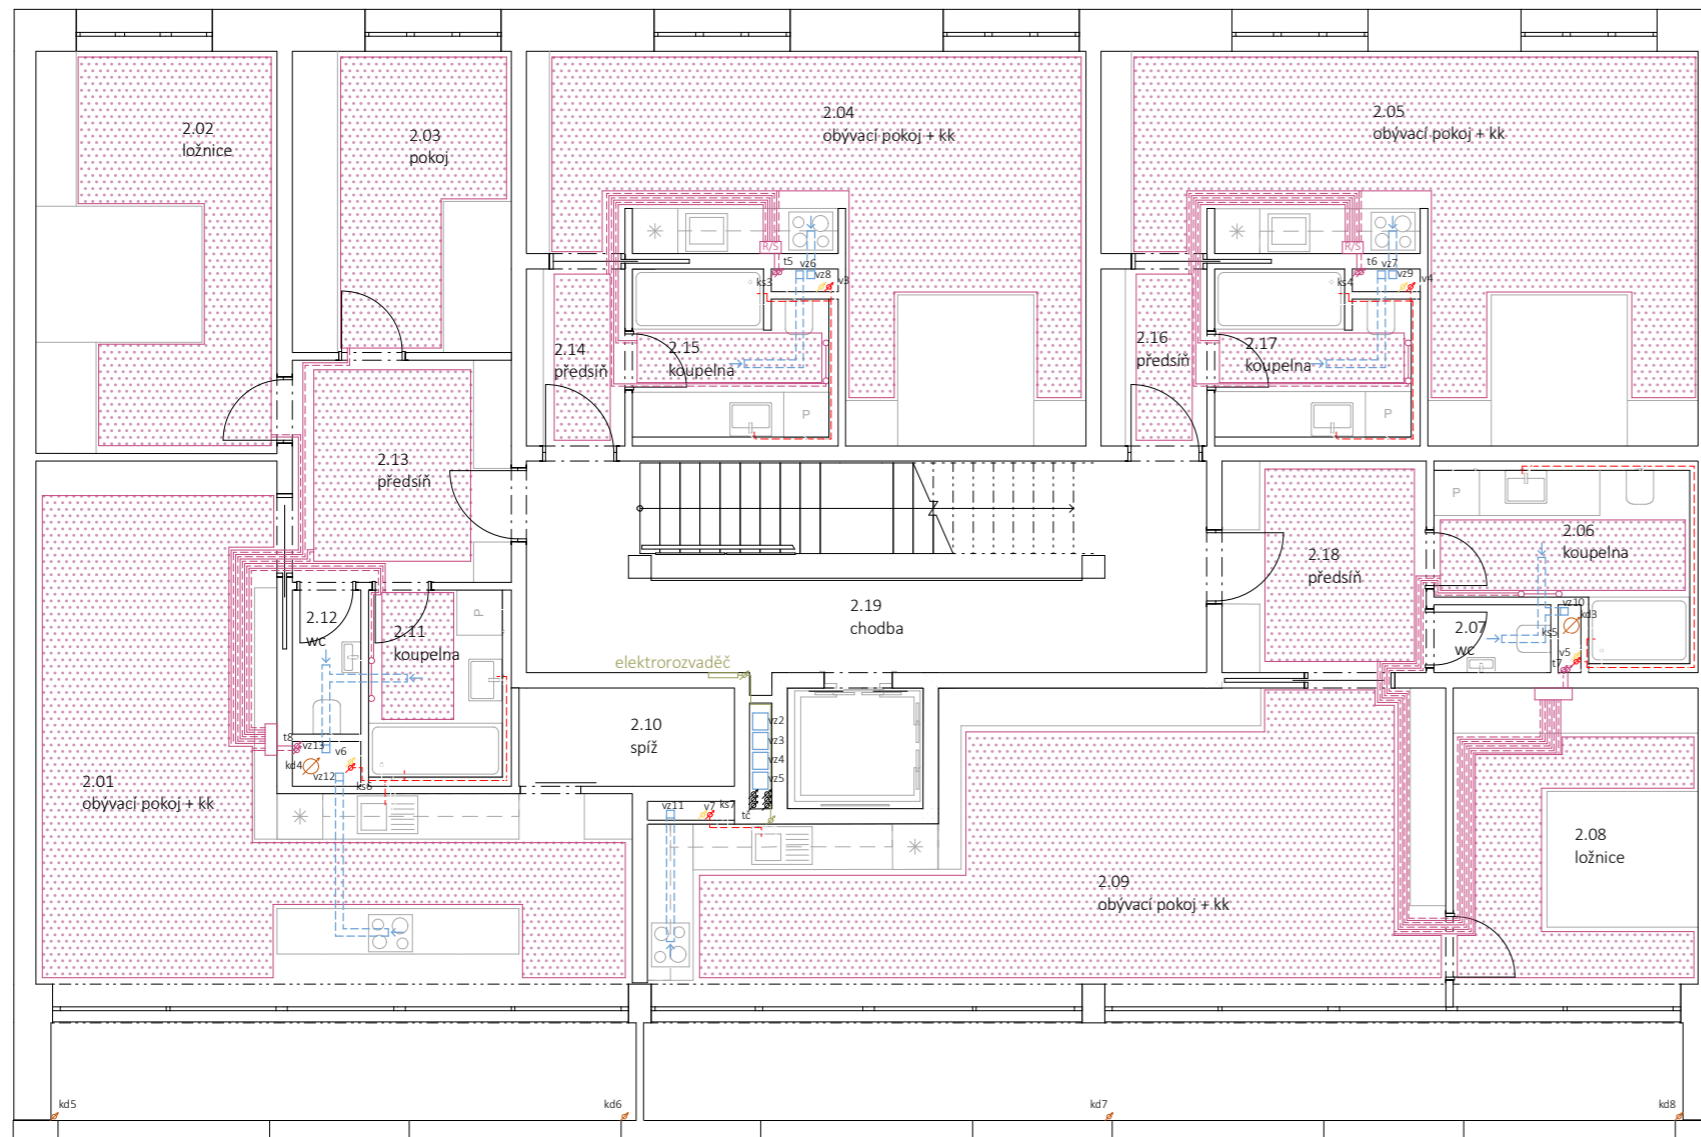 2.02
ložnice
2.03
pokoj
2.04
obývací pokoj + kk
2.05
obývací pokoj + kk
R/S
t5
vz6
vz8
v3
ks3
R/S
t6
vz7
vz9
v4
ks4
2.14
předsíň
2.15
koupelna
P
2.16
předsíň
2.17
koupelna
P
2.13
předsíň
P
2.06
koupelna
2.18
předsíň
2.19
chodba
2.12
wc
2.11
koupelna
P
vz10
kd3
ks5
2.07
wc
v5
t7
elektrorozvaděč
2.10
spíž
vz2
vz3
vz4
vz5
t8
vz13
v6
kd4
vz12
ks6
2.01
obývací pokoj + kk
vz11
v7
ks7
tč
2.08
ložnice
2.09
obývací pokoj + kk
kd5
kd6
kd7
kd8